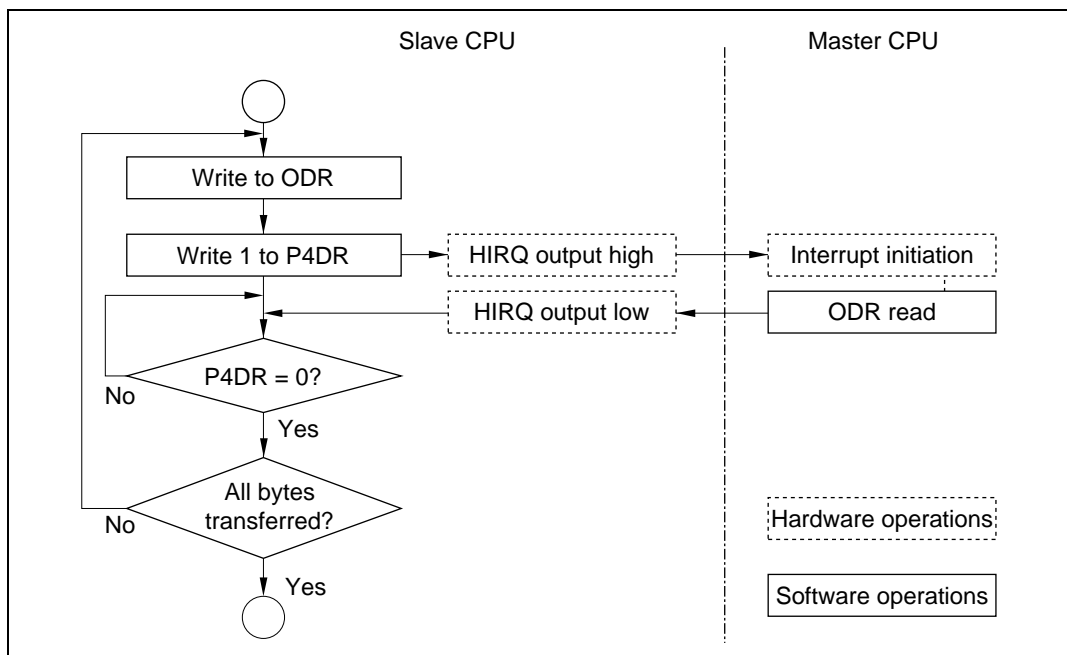 Slave CPU
Master CPU
Write to ODR
Write 1 to P4DR
HIRQ output high
Interrupt initiation
HIRQ output low
ODR read
P4DR = 0?
No
Yes
All bytes
transferred?
No
Yes
Hardware operations
Software operations